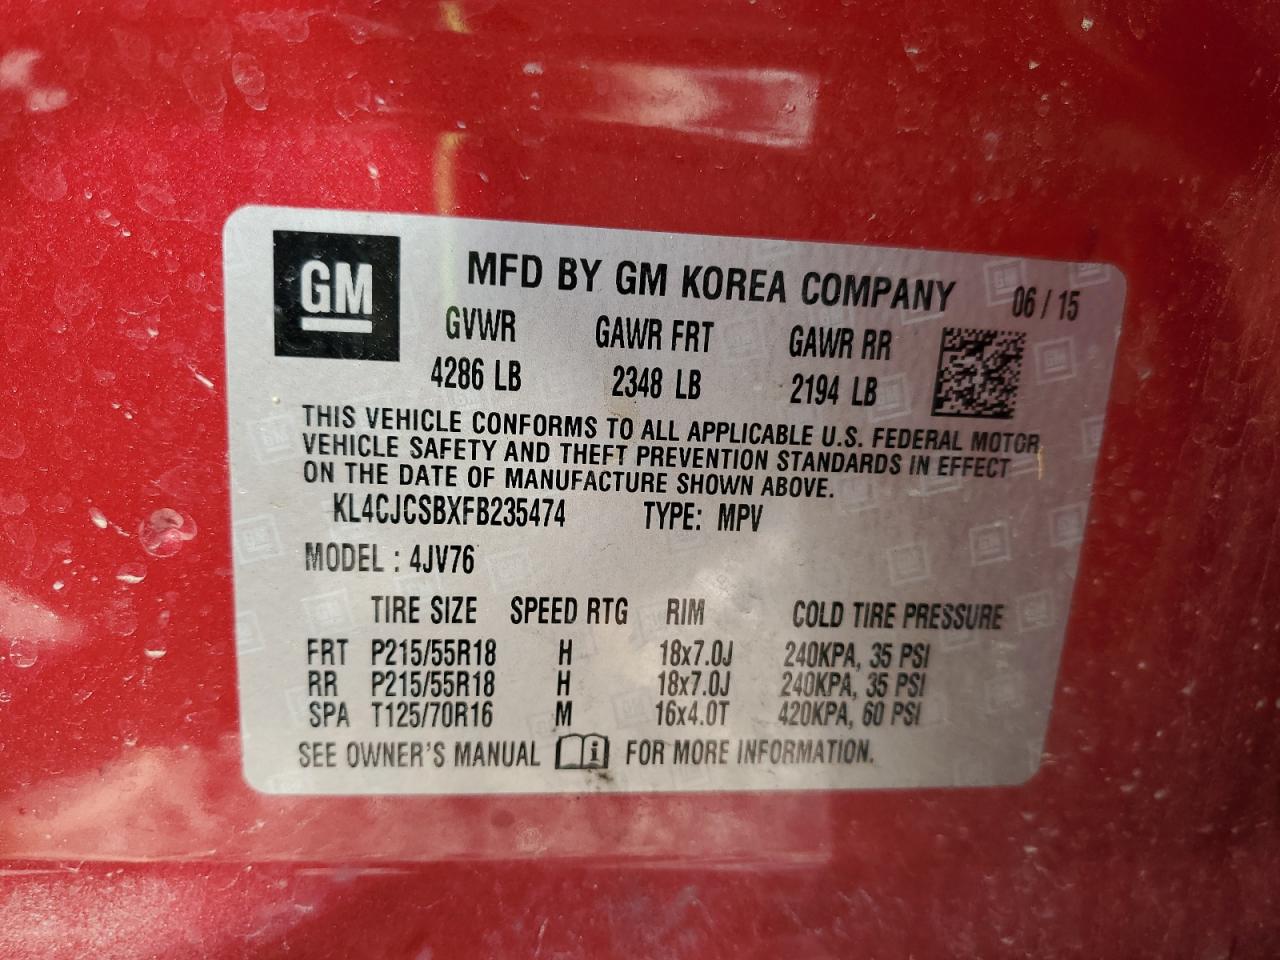 GM
MFD BY GM KOREA COMPANY
06 / 15
GVWR GAWR FRT GAWR RR
4286 LB 2348 LB 2194 LB
THIS VEHICLE CONFORMS TO ALL APPLICABLE U.S. FEDERAL MOTOR
VEHICLE SAFETY AND THEFT PREVENTION STANDARDS IN EFFECT
ON THE DATE OF MANUFACTURE SHOWN ABOVE.
KL4CJCSBXFB235474 TYPE: MPV
MODEL : 4JV76
TIRE SIZE SPEED RTG RIM COLD TIRE PRESSURE
FRT P215/55R18 H 18x7.0J 240KPA, 35 PSI
RR P215/55R18 H 18x7.0J 240KPA, 35 PSI
SPA T125/70R16 M 16x4.0T 420KPA, 60 PSI
SEE OWNER'S MANUAL i FOR MORE INFORMATION.